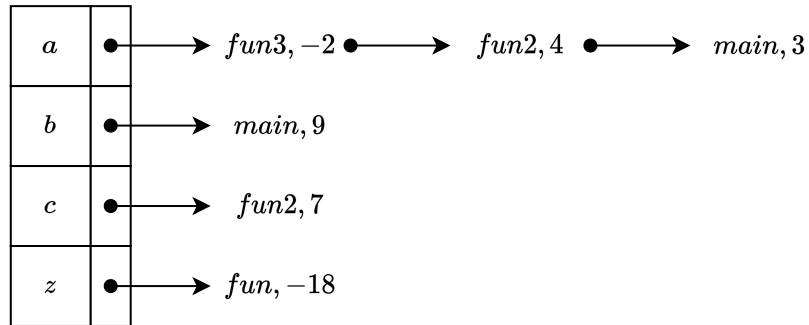 a fun3, −2 fun2, 4 main, 3
b main, 9
c fun2, 7
z fun, −18